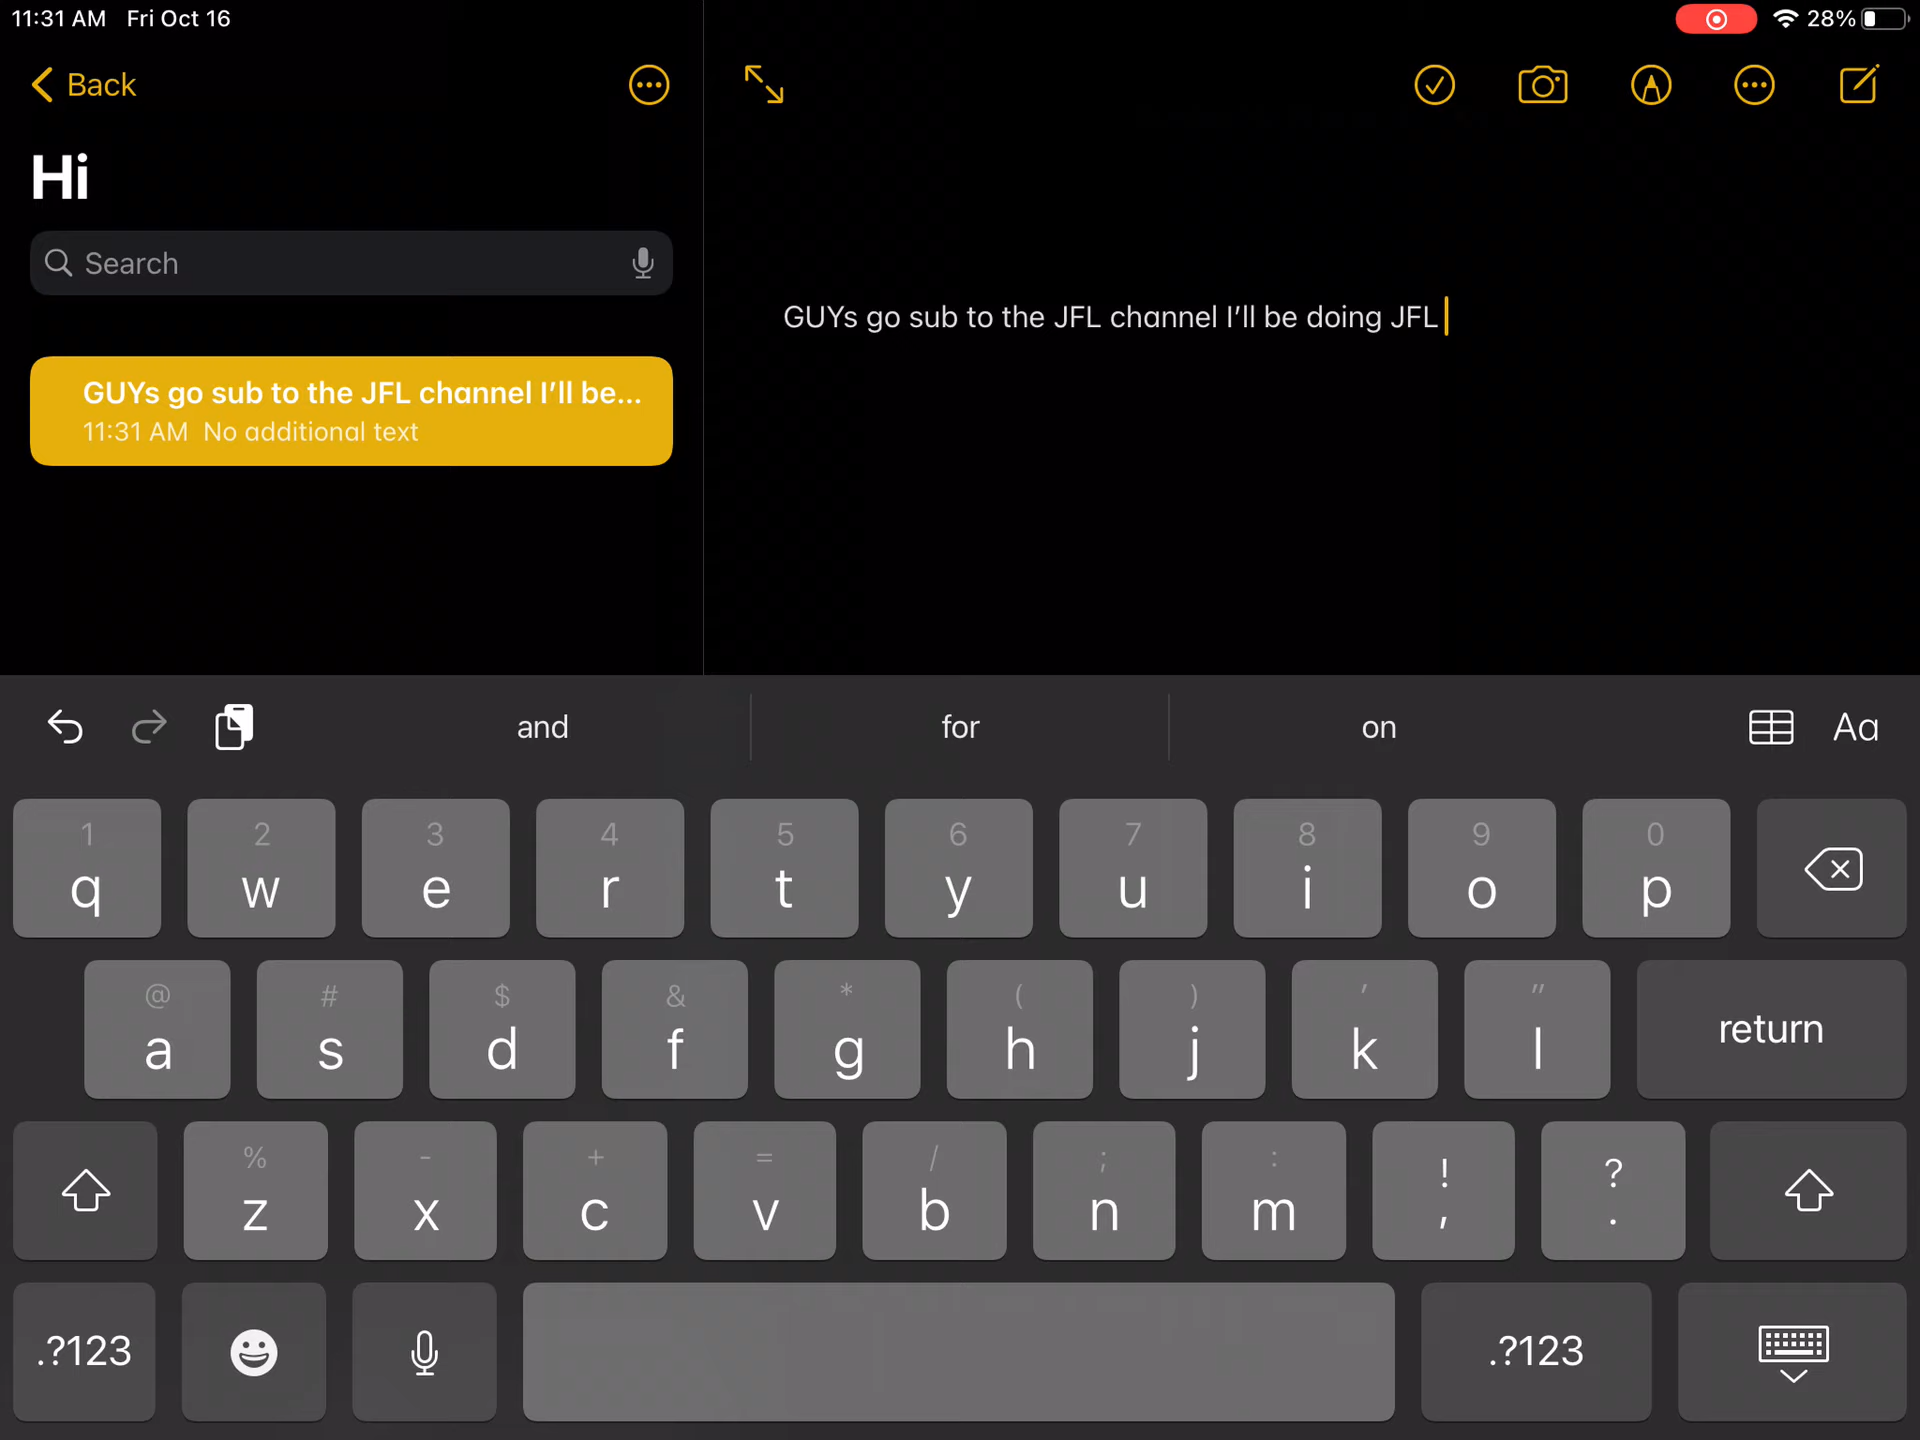 11:31 AM Fri Oct 16
28%
Back
Hi
Search
GUYs go sub to the JFL channel I’ll be...
11:31 AM No additional text
GUYs go sub to the JFL channel I’ll be doing JFL
and for on
Aa
1 2 3 4 5 6 7 8 9 0
q w e r t y u i o p
@ # $ & * ( ) ' "
a s d f g h j k l return
% - + = / ; : ! ?
z x c v b n m , .
.?123 .?123